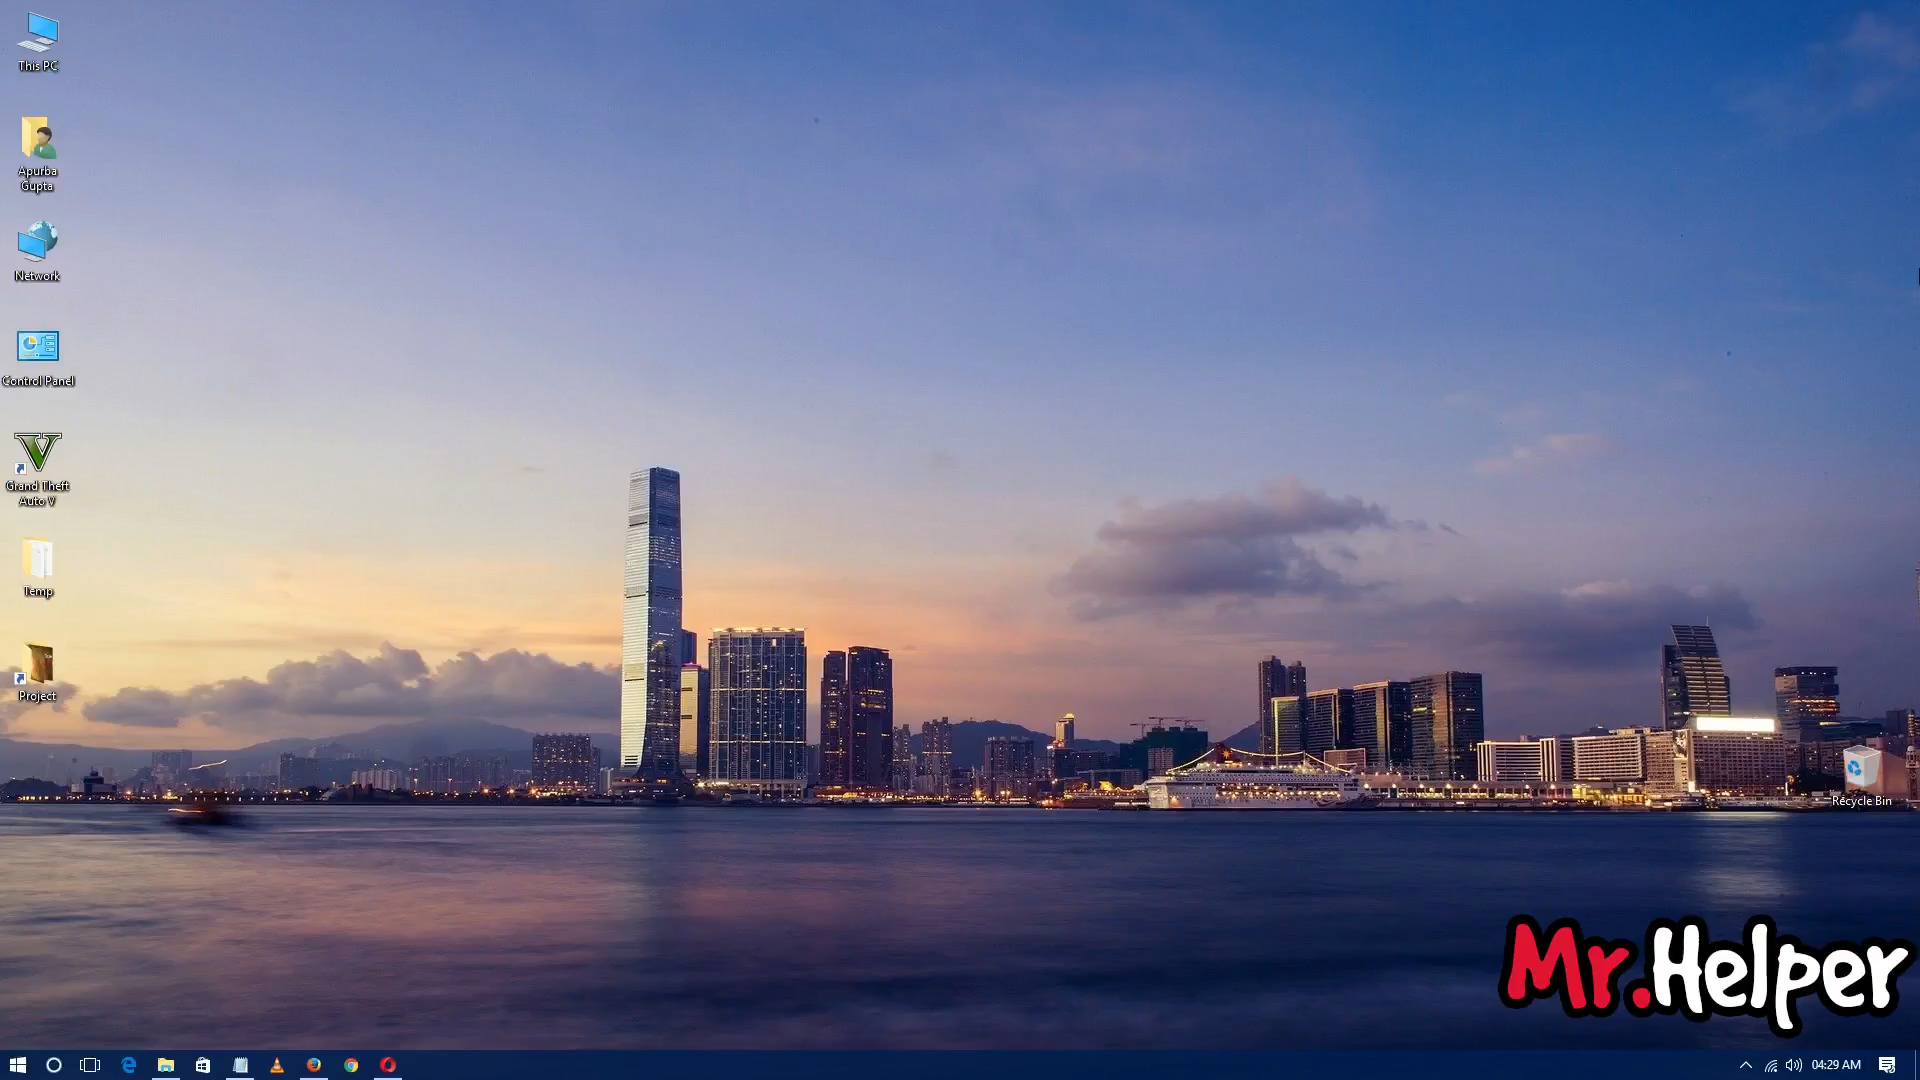 This PC
Apurba
Gupta
Network
Control Panel
Grand Theft
Auto V
Temp
Project
Recycle Bin
Mr.Helper
04:29 AM